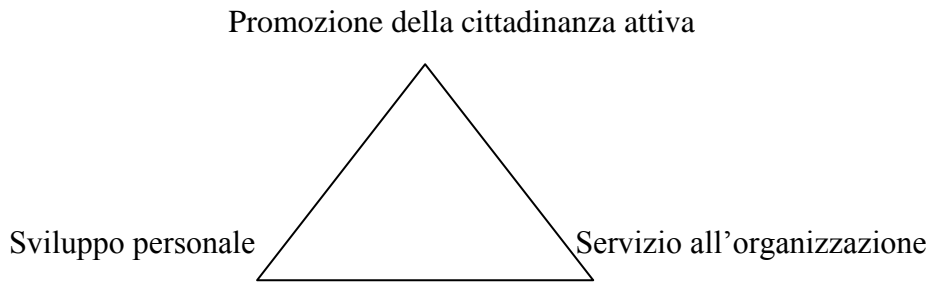 Promozione della cittadinanza attiva
Sviluppo personale
Servizio all’organizzazione